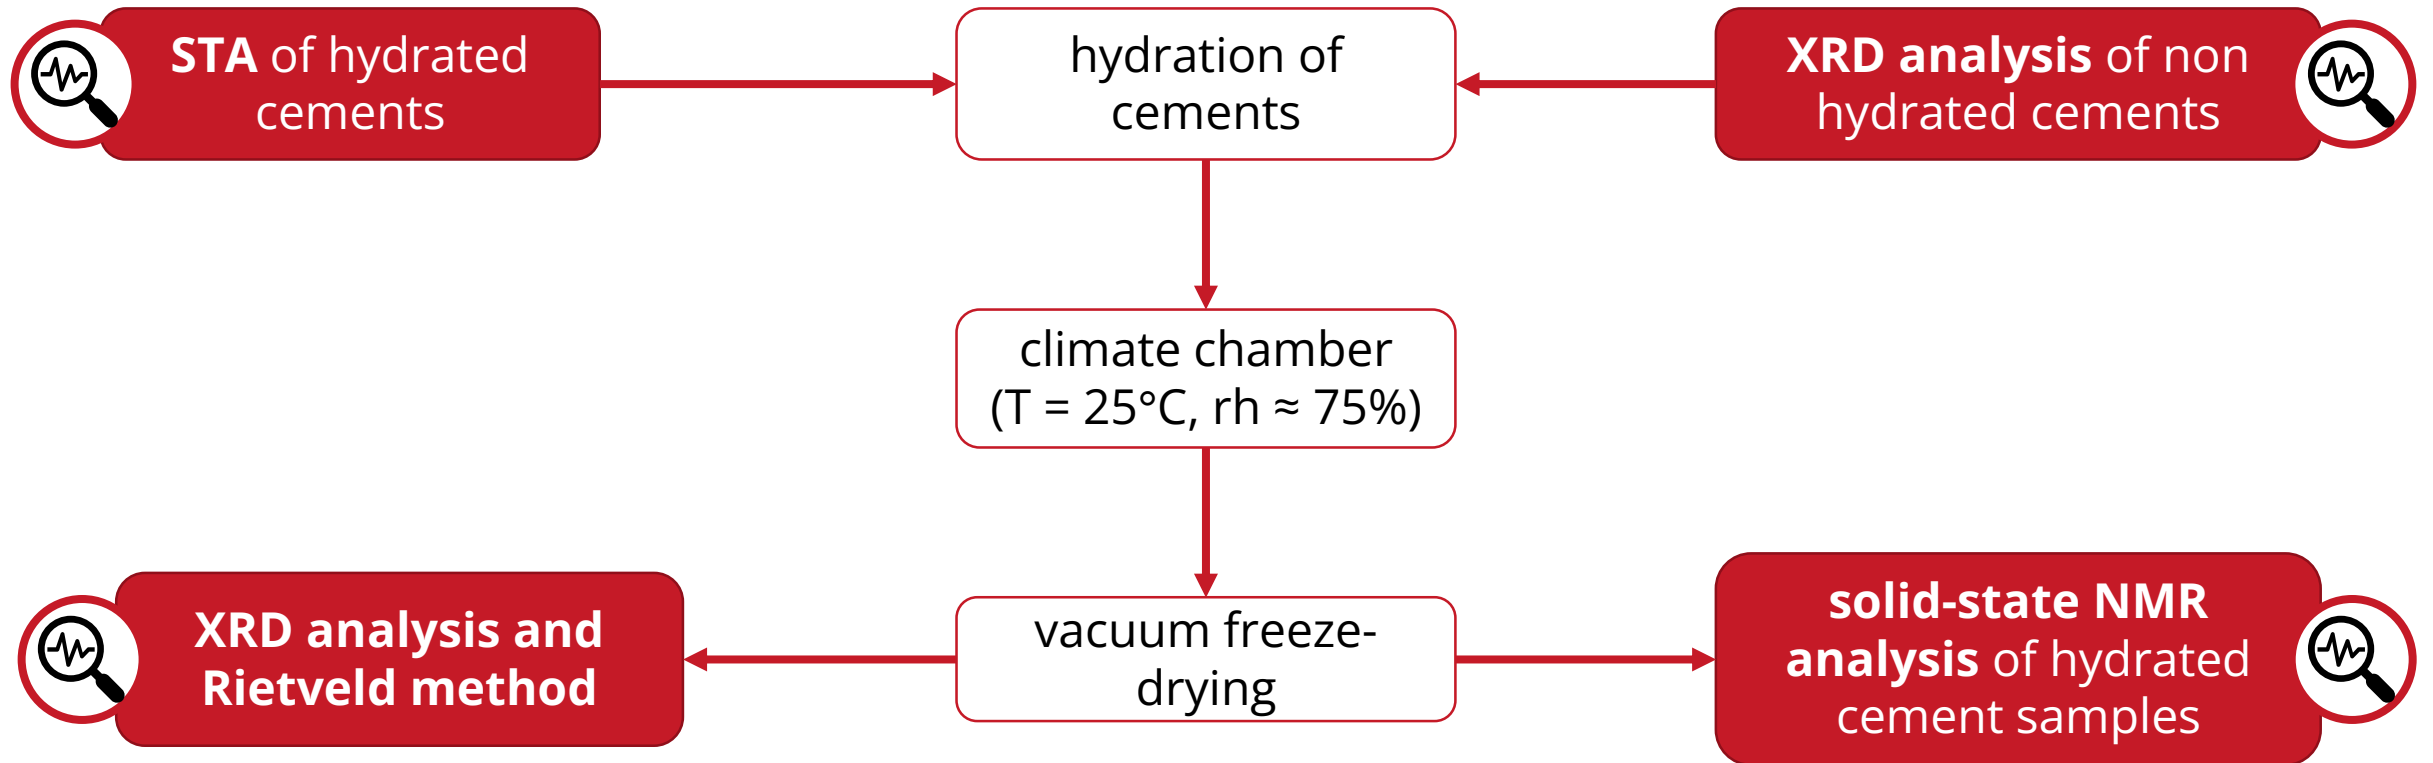 STA of hydrated
cements
hydration of
cements
XRD analysis of non
hydrated cements
climate chamber
(T = 25°C, rh ≈ 75%)
XRD analysis and
Rietveld method
vacuum freeze-
drying
solid-state NMR
analysis of hydrated
cement samples